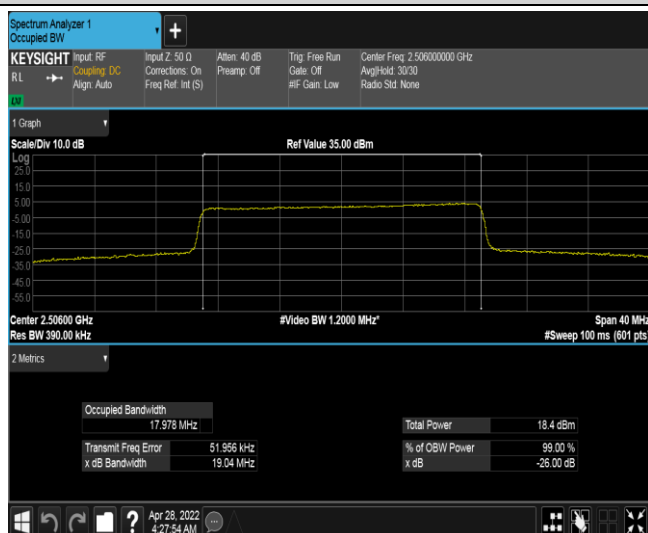 Spectrum Analyzer 1
Occupied BW
+
KEYSIGHT
RL
Input: RF
Coupling: DC
Align: Auto
Input Z: 50 Ω
Corrections: On
Freq Ref: Int (S)
Atten: 40 dB
Preamp: Off
Trig: Free Run
Gate: Off
#IF Gain: Low
Center Freq: 2.506000000 GHz
Avg|Hold: 30/30
Radio Std: None
1 Graph
Scale/Div 10.0 dB
Ref Value 35.00 dBm
Log
25.0
15.0
5.00
-5.00
-15.0
-25.0
-35.0
-45.0
-55.0
Center 2.50600 GHz
#Video BW 1.2000 MHz*
Span 40 MHz
Res BW 390.00 kHz
#Sweep 100 ms (601 pts)
2 Metrics
Occupied Bandwidth
17.978 MHz
Total Power 18.4 dBm
Transmit Freq Error 51.956 kHz
% of OBW Power 99.00 %
x dB Bandwidth 19.04 MHz
x dB -26.00 dB
?
Apr 28, 2022
4:27:54 AM